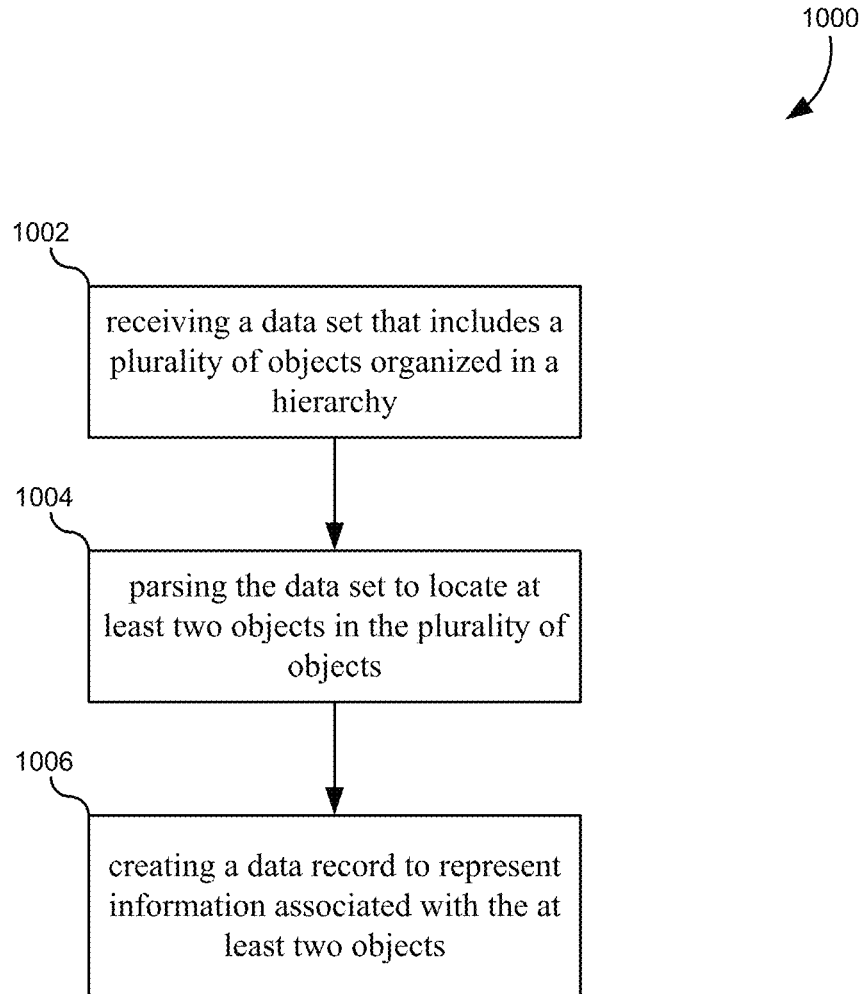 1000
1002
receiving a data set that includes a
plurality of objects organized in a
hierarchy
1004
parsing the data set to locate at
least two objects in the plurality of
objects
1006
creating a data record to represent
information associated with the at
least two objects